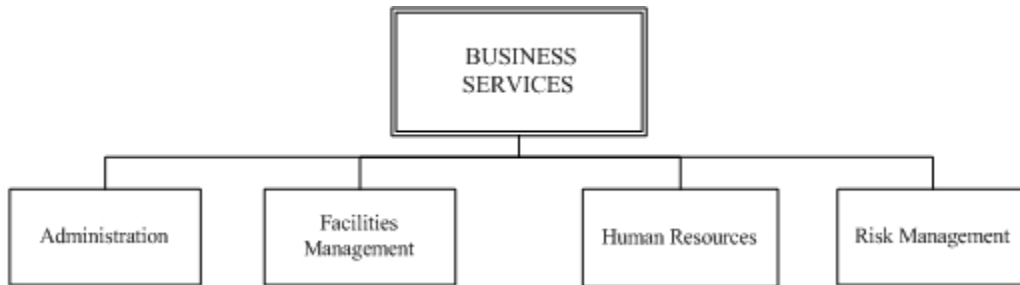 BUSINESS
SERVICES
Administration
Facilities
Management
Human Resources
Risk Management